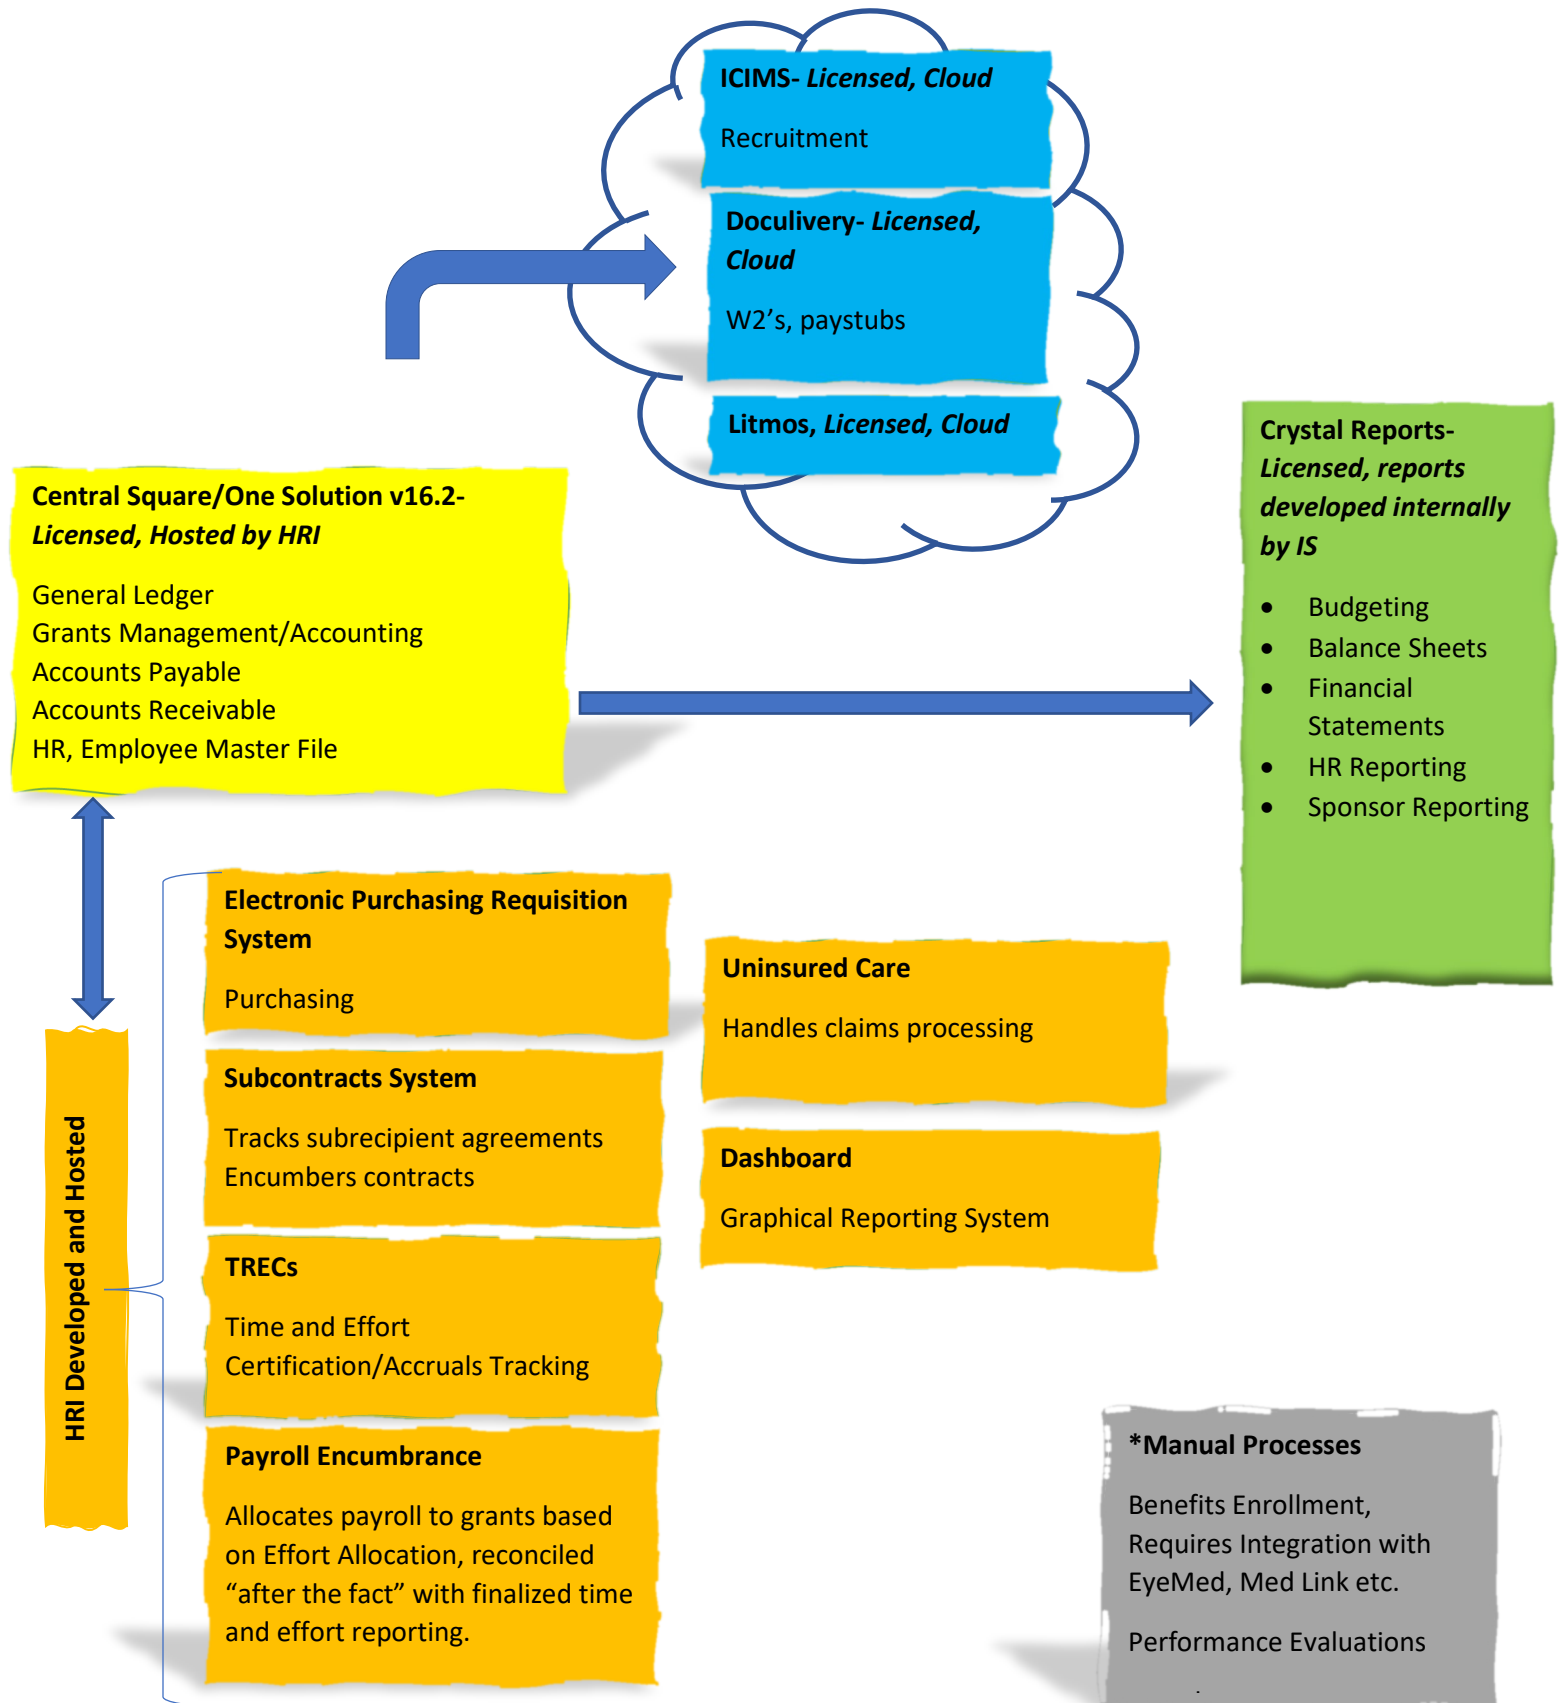 ICIMS- Licensed, Cloud
Recruitment
Doculivery- Licensed,
Cloud
W2’s, paystubs
Litmos, Licensed, Cloud
Central Square/One Solution v16.2-
Licensed, Hosted by HRI
General Ledger
Grants Management/Accounting
Accounts Payable
Accounts Receivable
HR, Employee Master File
Crystal Reports-
Licensed, reports
developed internally
by IS
• Budgeting
• Balance Sheets
• Financial
Statements
• HR Reporting
• Sponsor Reporting
HRI Developed and Hosted
Electronic Purchasing Requisition
System
Purchasing
Subcontracts System
Tracks subrecipient agreements
Encumbers contracts
TRECs
Time and Effort
Certification/Accruals Tracking
Payroll Encumbrance
Allocates payroll to grants based
on Effort Allocation, reconciled
“after the fact” with finalized time
and effort reporting.
Uninsured Care
Handles claims processing
Dashboard
Graphical Reporting System
*Manual Processes
Benefits Enrollment,
Requires Integration with
EyeMed, Med Link etc.
Performance Evaluations